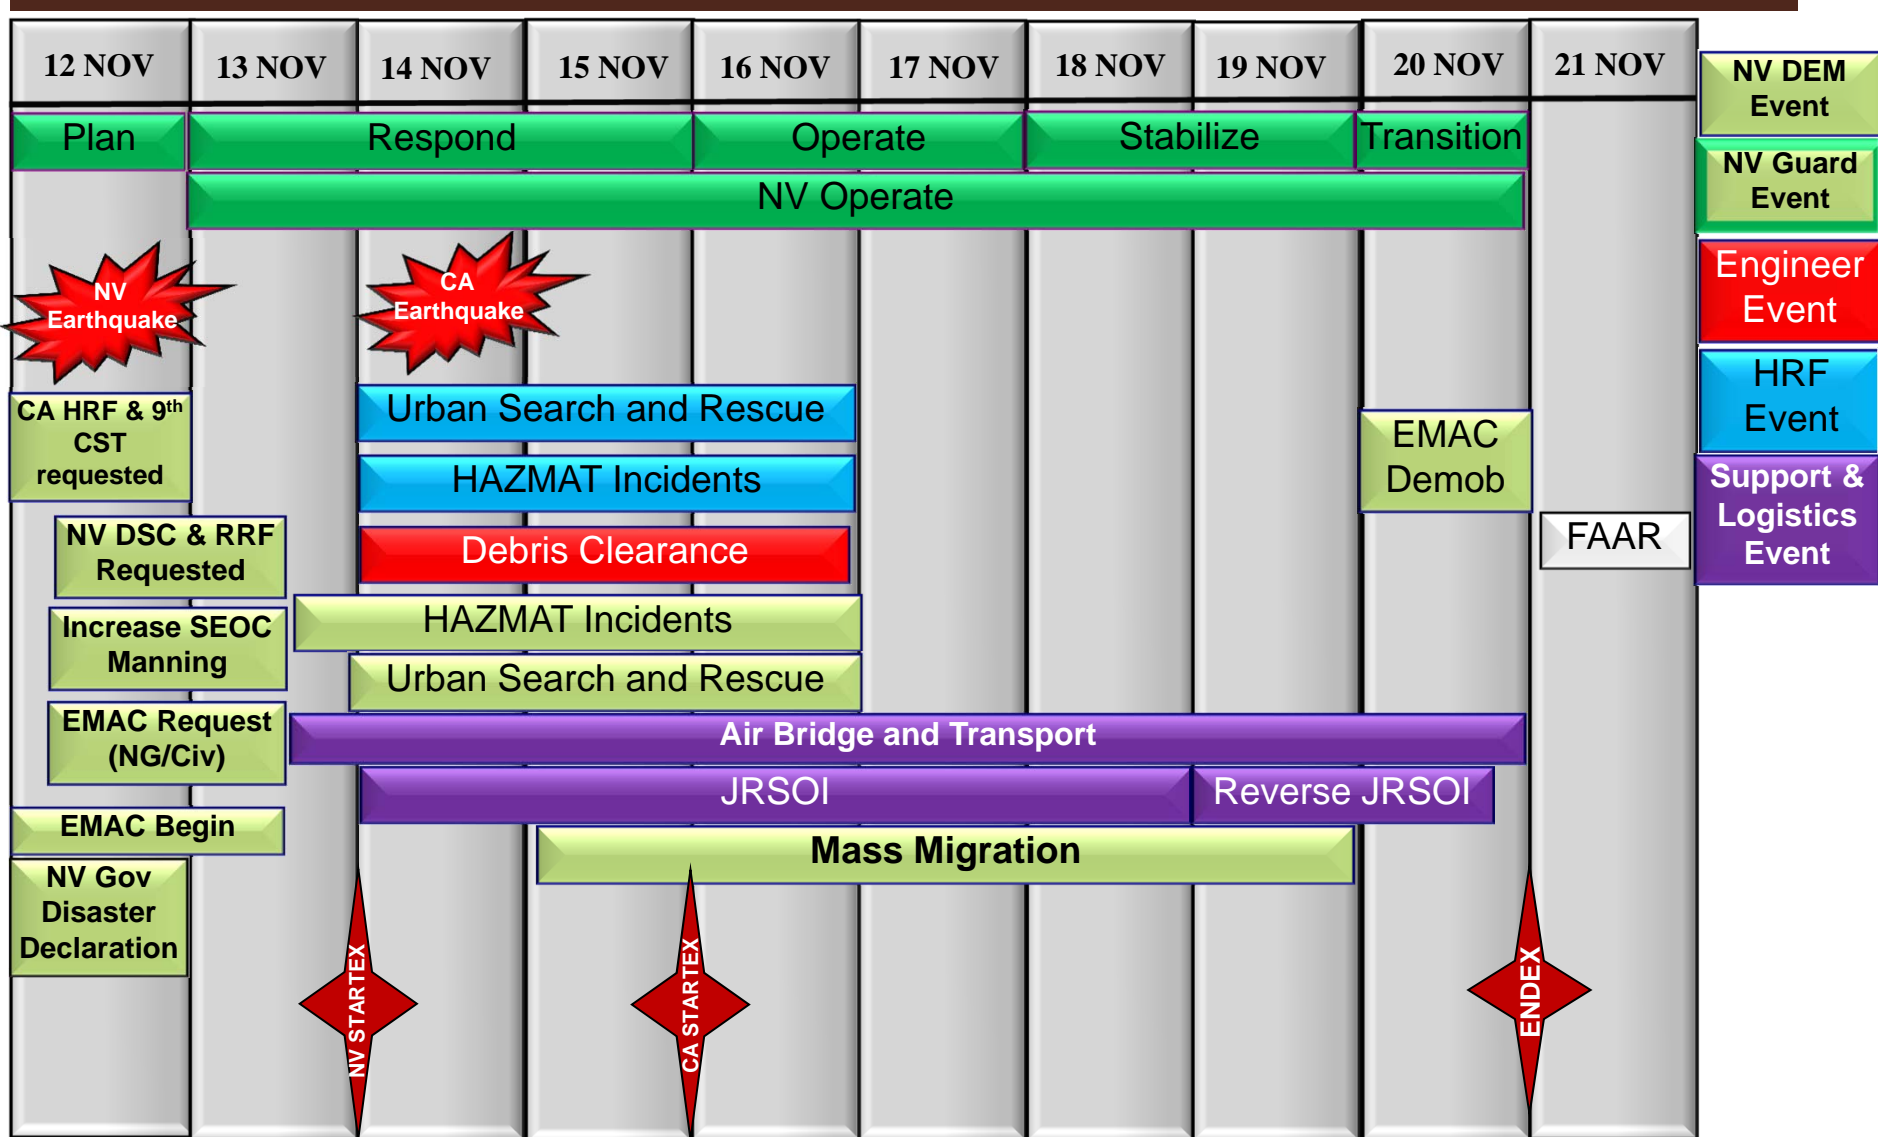 12 NOV
13 NOV
14 NOV
15 NOV
16 NOV
17 NOV
18 NOV
19 NOV
20 NOV
21 NOV
Plan
Respond
Operate
Stabilize
Transition
NV Operate
NV
Earthquake
CA
Earthquake
CA HRF & 9th
CST
requested
Urban Search and Rescue
HAZMAT Incidents
EMAC
Demob
NV DSC & RRF
Requested
Debris Clearance
FAAR
Increase SEOC
Manning
HAZMAT Incidents
Urban Search and Rescue
EMAC Request
(NG/Civ)
Air Bridge and Transport
JRSOI
Reverse JRSOI
EMAC Begin
Mass Migration
NV Gov
Disaster
Declaration
NV STARTEX
CA STARTEX
ENDEX
NV DEM
Event
NV Guard
Event
Engineer
Event
HRF
Event
Support &
Logistics
Event